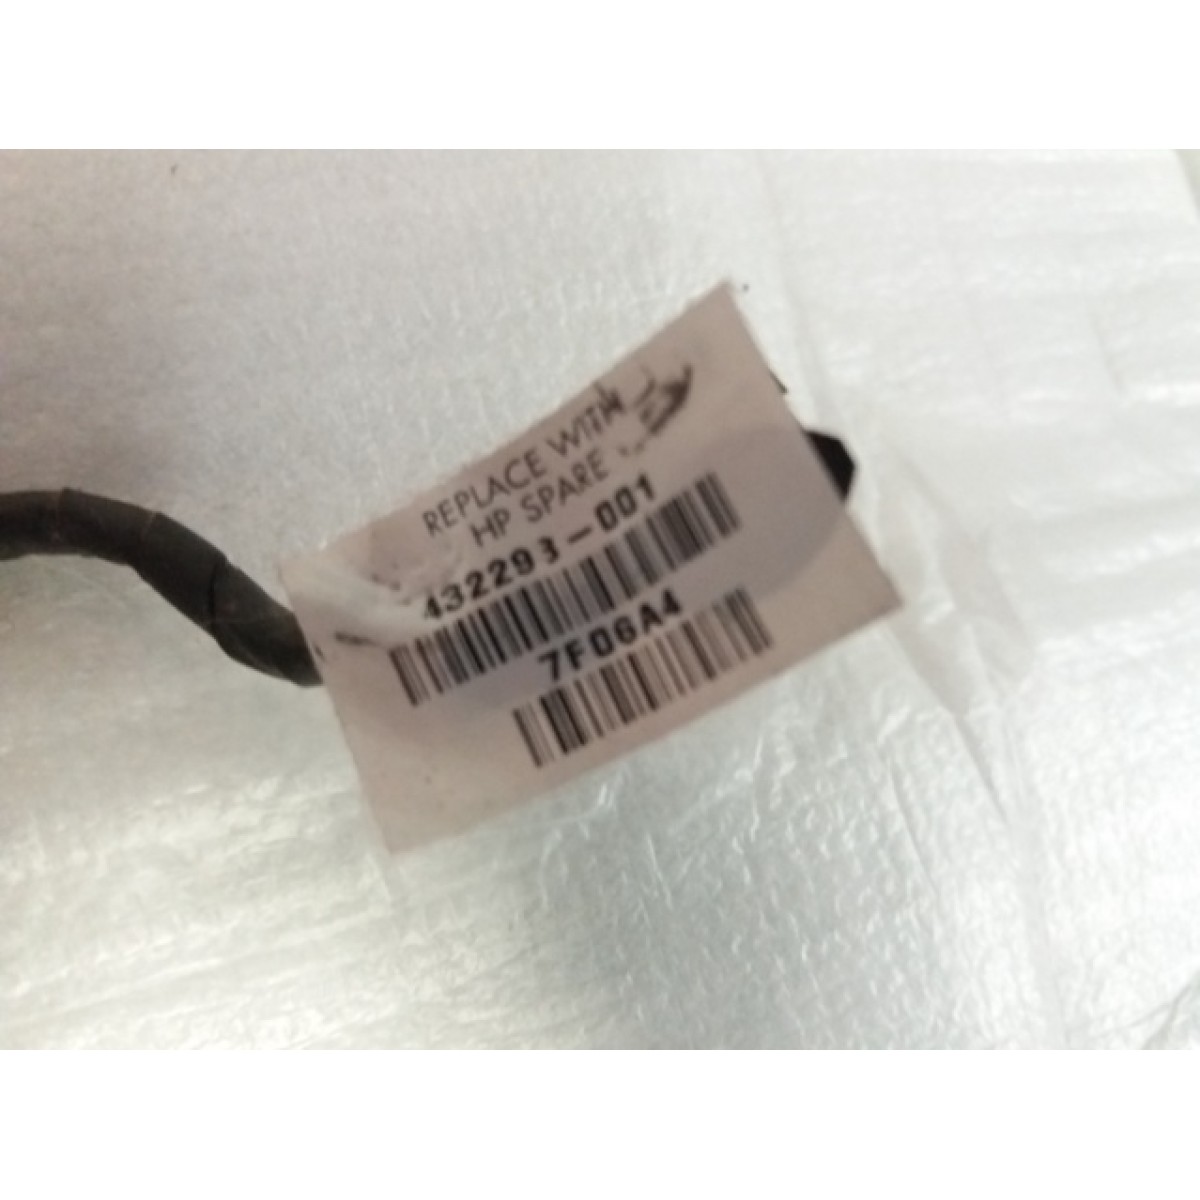 REPLACE WITH
HP SPARE
432293-001
7F06A4